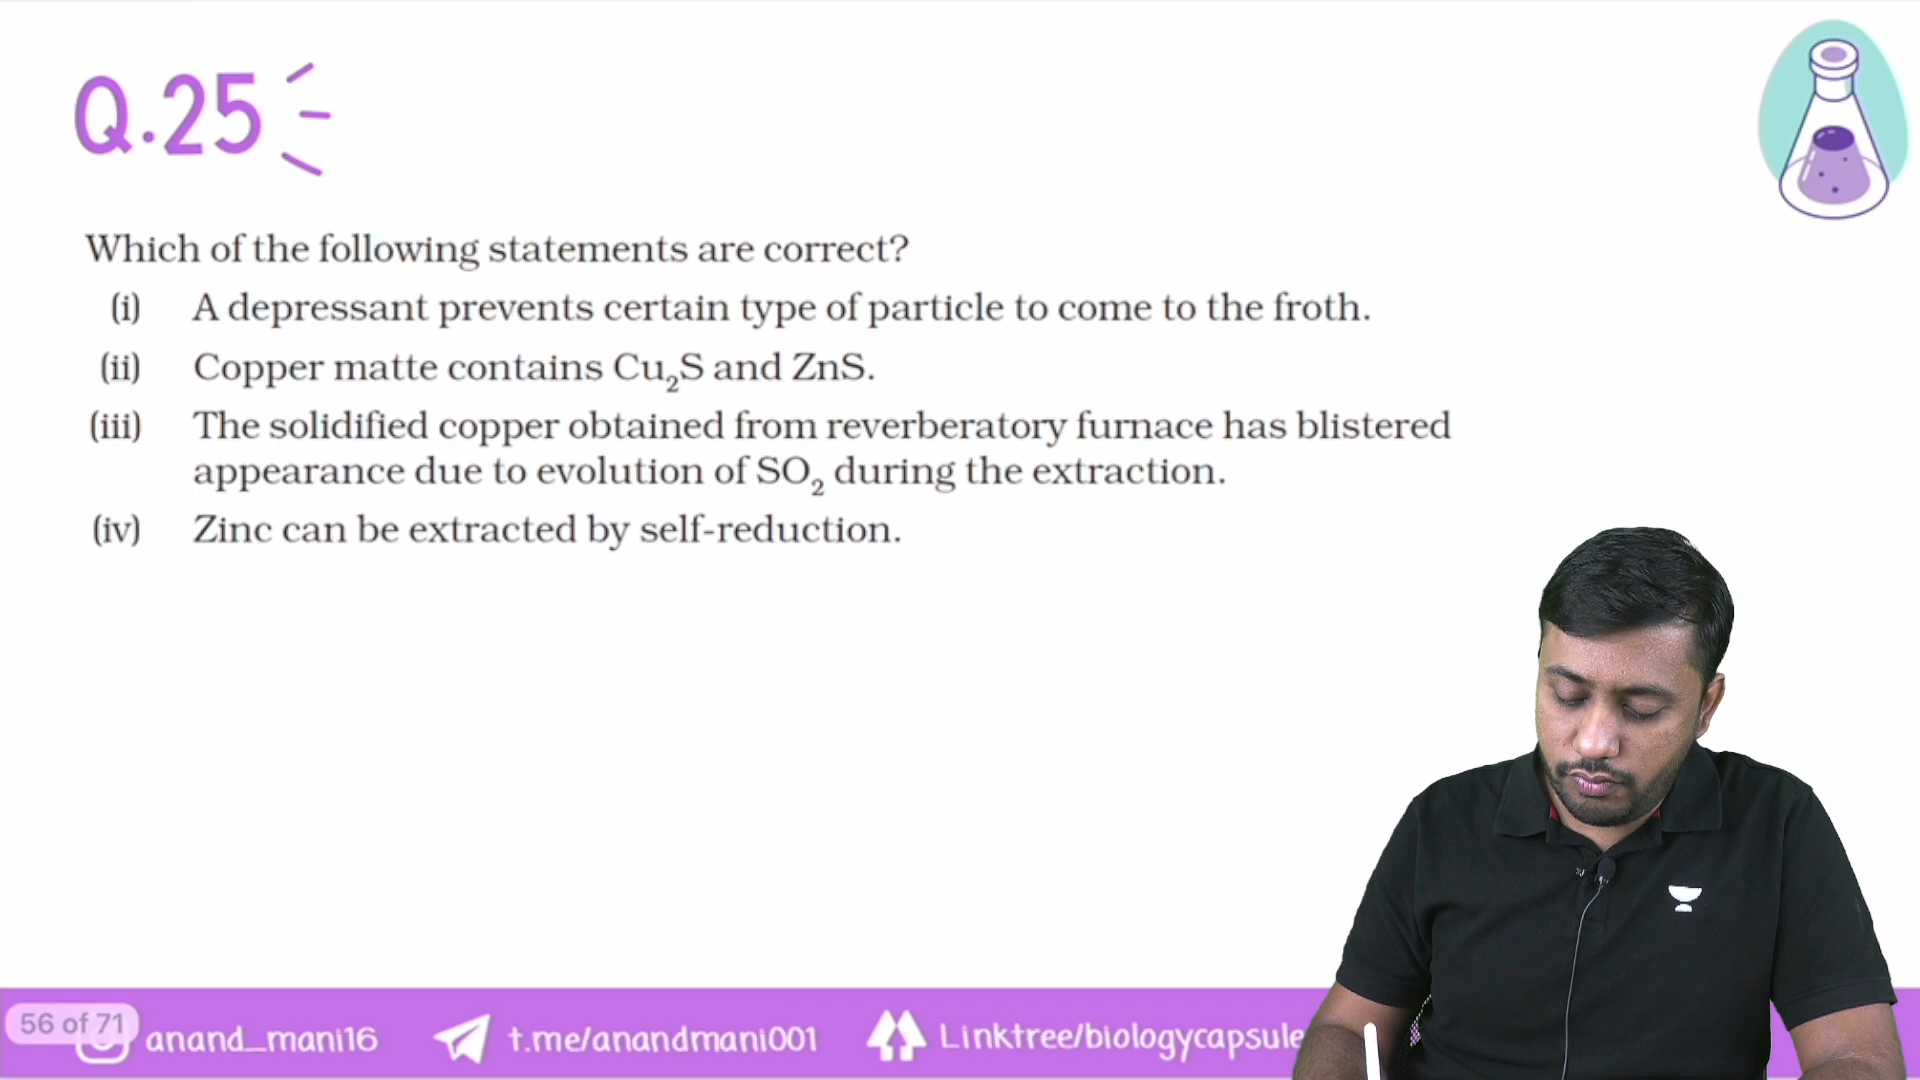 Q.25
Which of the following statements are correct?
(i) A depressant prevents certain type of particle to come to the froth.
(ii) Copper matte contains Cu₂S and ZnS.
(iii) The solidified copper obtained from reverberatory furnace has blistered
appearance due to evolution of SO₂ during the extraction.
(iv) Zinc can be extracted by self-reduction.
56 of 71
anand_mani16 t.me/anandmani001 Linktree/biologycapsule